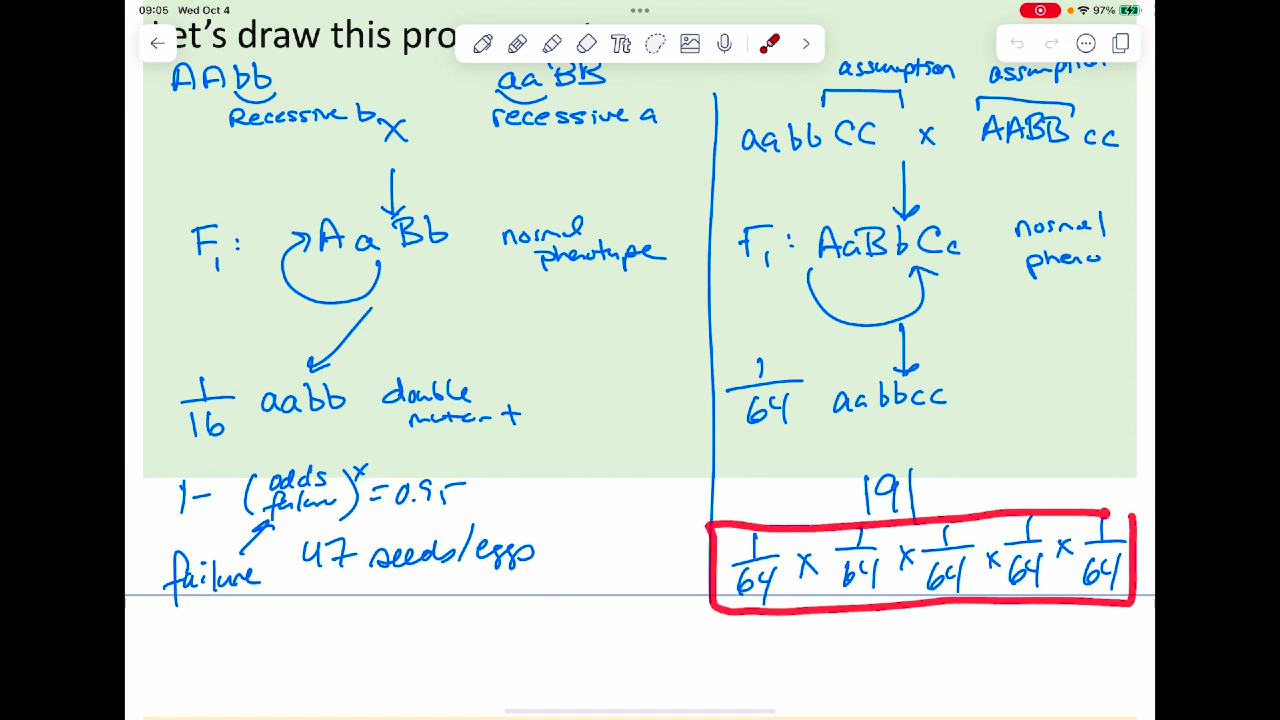 09:05 Wed Oct 4
97%
et's draw this pro
Tt
AAbb
Recessive b
X
aaBB
recessive a
F1: AaBb
normal
phenotype
1/16 aabb double
mutant
1- (odds
failure)^x = 0.95
failure
47 seeds/eggs
assumption
assumption
aabbCC x AABBcc
F1: AaBbCc
normal
pheno
1/64 aabbcc
191
1/64 x 1/64 x 1/64 x 1/64 x 1/64